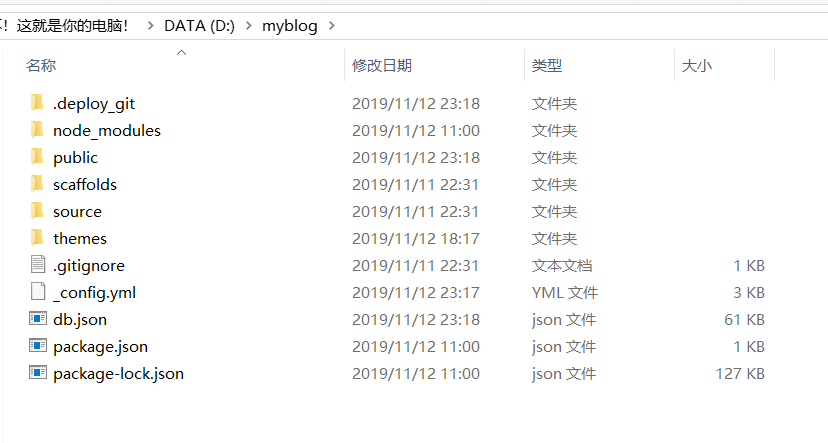 ！这就是你的电脑！ › DATA (D:) › myblog ›
名称 修改日期 类型 大小
.deploy_git 2019/11/12 23:18 文件夹
node_modules 2019/11/12 11:00 文件夹
public 2019/11/12 23:18 文件夹
scaffolds 2019/11/11 22:31 文件夹
source 2019/11/11 22:31 文件夹
themes 2019/11/12 18:17 文件夹
.gitignore 2019/11/11 22:31 文本文档 1 KB
_config.yml 2019/11/12 23:17 YML 文件 3 KB
db.json 2019/11/12 23:18 json 文件 61 KB
package.json 2019/11/12 11:00 json 文件 1 KB
package-lock.json 2019/11/12 11:00 json 文件 127 KB